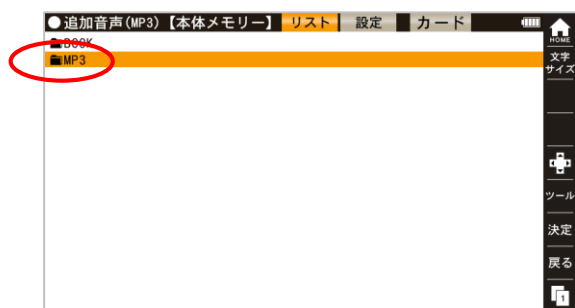 ●追加音声(MP3)【本体メモリー】 リスト 設定 カード
BOOK
MP3
HOME
文字
サイズ
ツール
決定
戻る
1